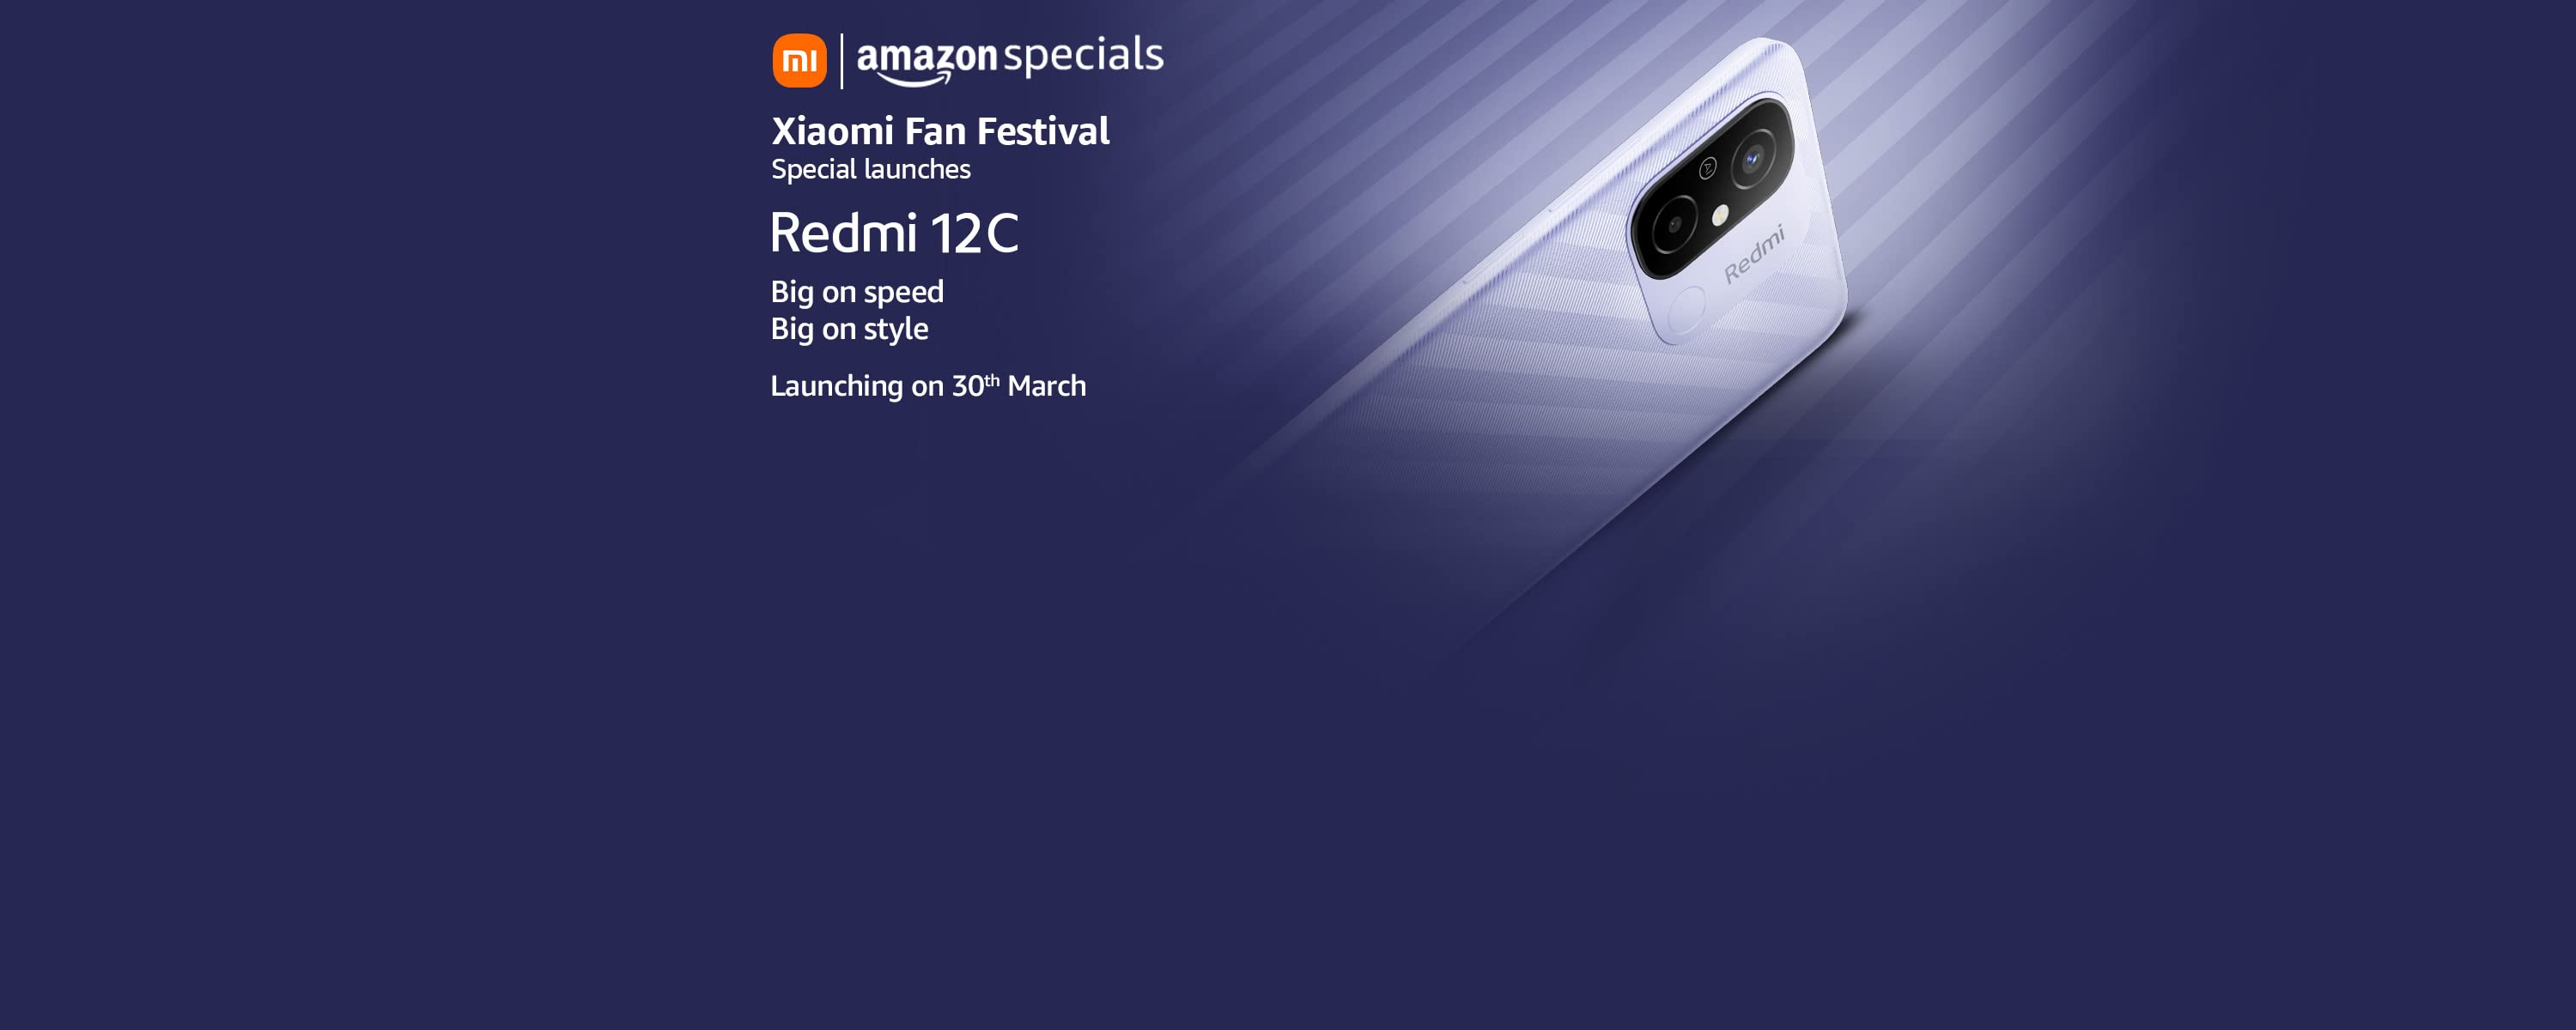 mi | amazon specials
Xiaomi Fan Festival
Special launches
Redmi 12C
Big on speed
Big on style
Launching on 30th March
Redmi